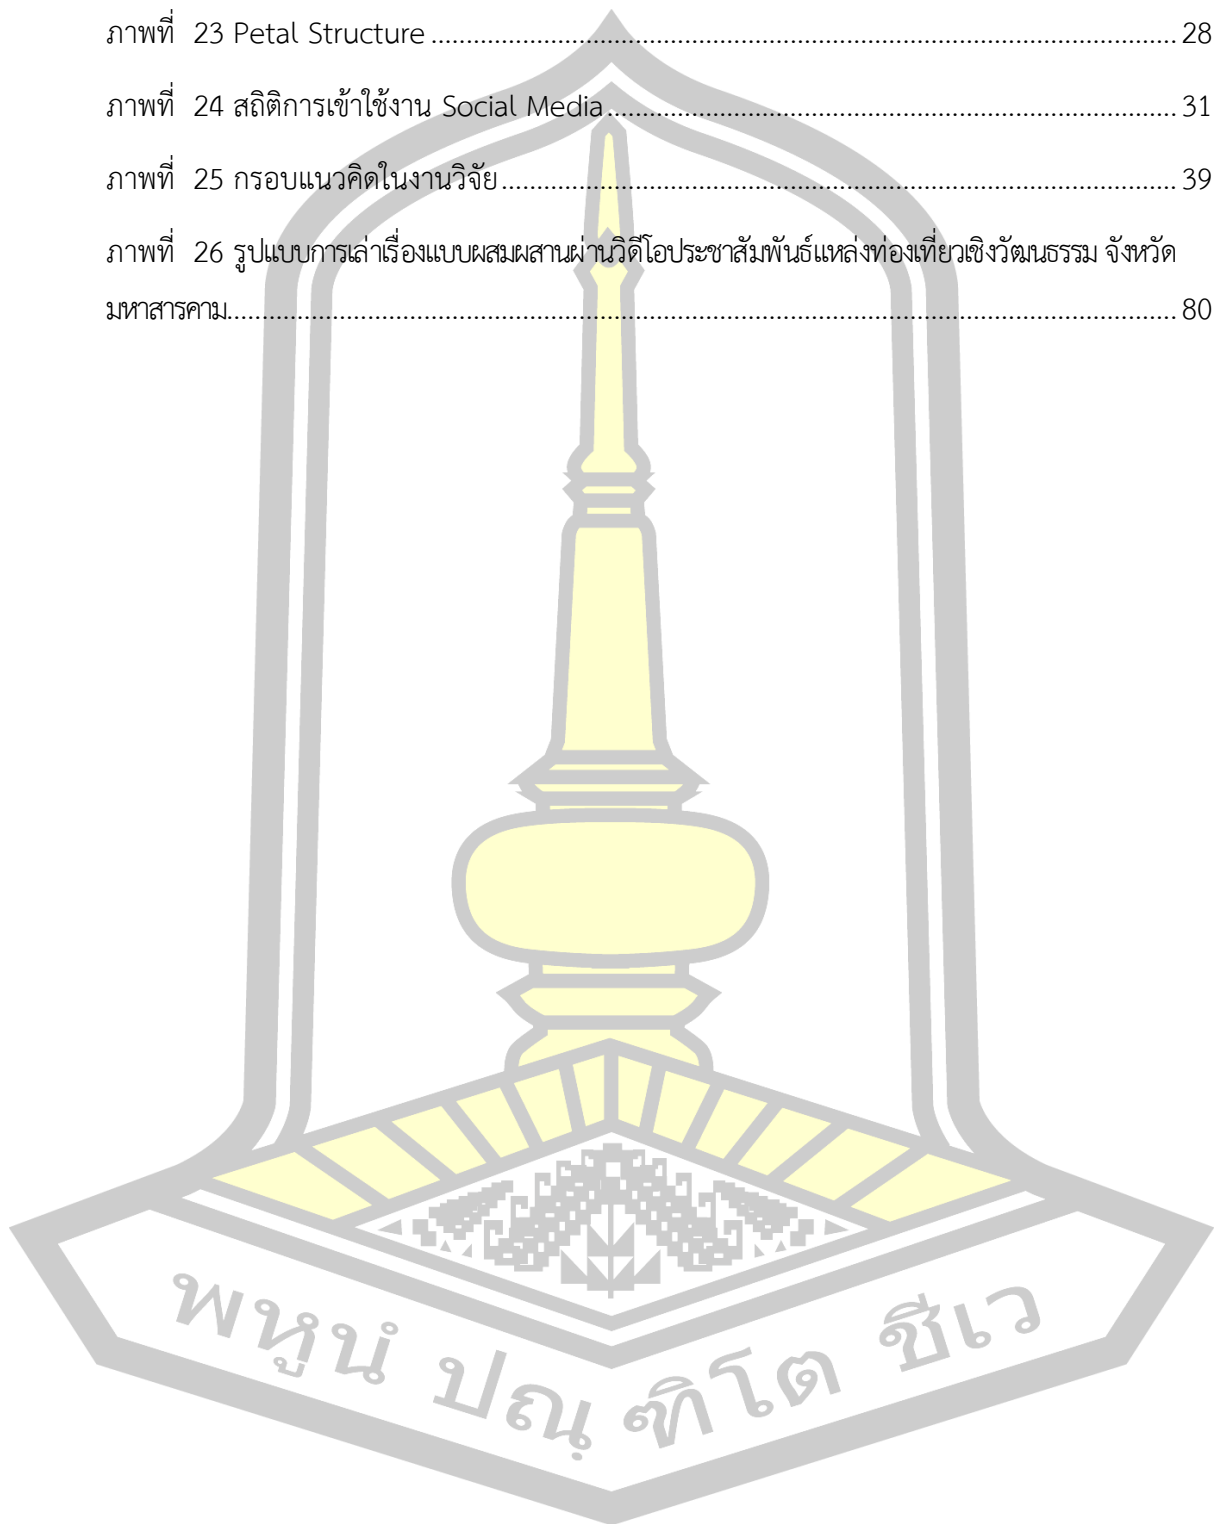 ภาพที่ 23 Petal Structure ........................................................................................................ 28
ภาพที่ 24 สถิติการเข้าใช้งาน Social Media ................................................................................ 31
ภาพที่ 25 กรอบแนวคิดในงานวิจัย ............................................................................................... 39
ภาพที่ 26 รูปแบบการเล่าเรื่องแบบผสมผสานผ่านวิดีโอประชาสัมพันธ์แหล่งท่องเที่ยวเชิงวัฒนธรรม จังหวัด
มหาสารคาม..................................................................................................................................... 80
พหูนํ ปณฺ ฑิโต ชีเว